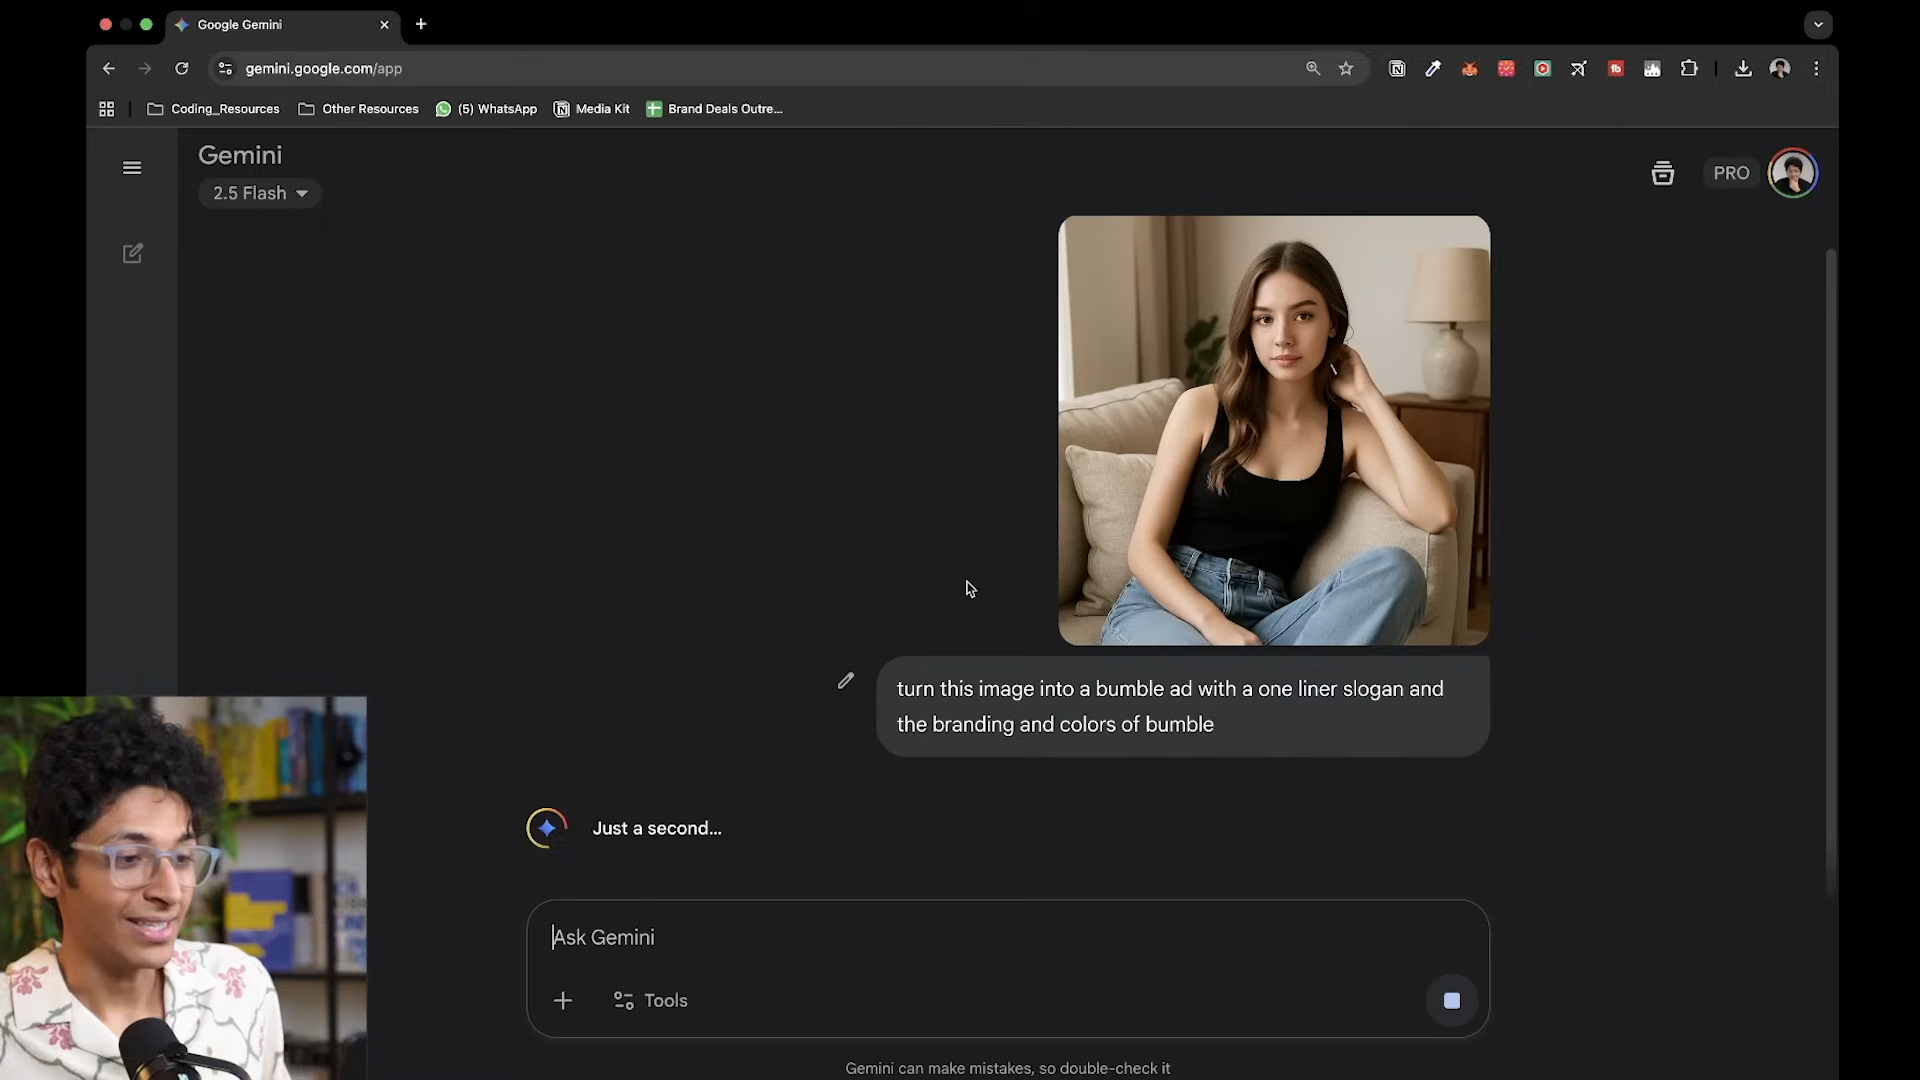 Google Gemini
gemini.google.com/app
Coding_Resources
Other Resources
(5) WhatsApp
Media Kit
Brand Deals Outre...
Gemini
2.5 Flash
PRO
turn this image into a bumble ad with a one liner slogan and
the branding and colors of bumble
Just a second...
Ask Gemini
Tools
Gemini can make mistakes, so double-check it